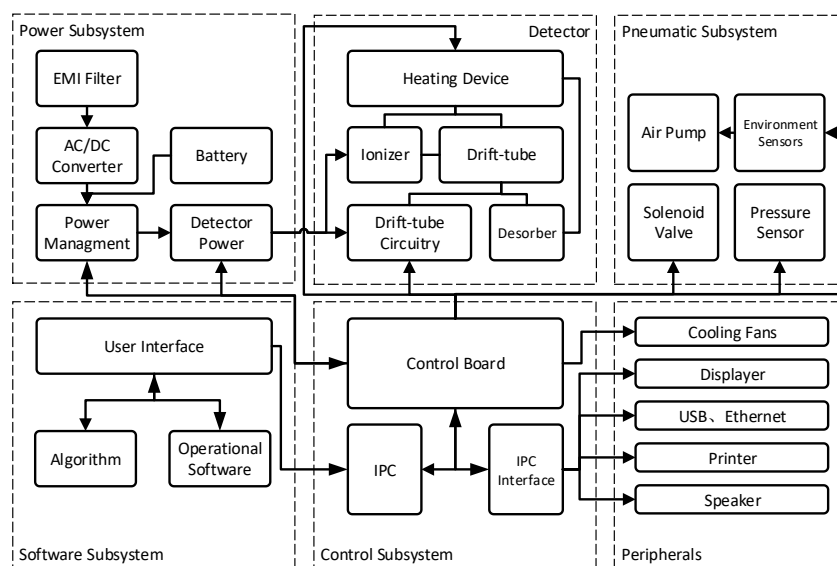 Power Subsystem
EMI Filter
AC/DC
Converter
Battery
Power
Managment
Detector
Power
Detector
Heating Device
Ionizer
Drift-tube
Drift-tube
Circuitry
Desorber
Pneumatic Subsystem
Air Pump
Environment
Sensors
Solenoid
Valve
Pressure
Sensor
User Interface
Algorithm
Operational
Software
Software Subsystem
Control Board
IPC
IPC
Interface
Control Subsystem
Cooling Fans
Displayer
USB、Ethernet
Printer
Speaker
Peripherals